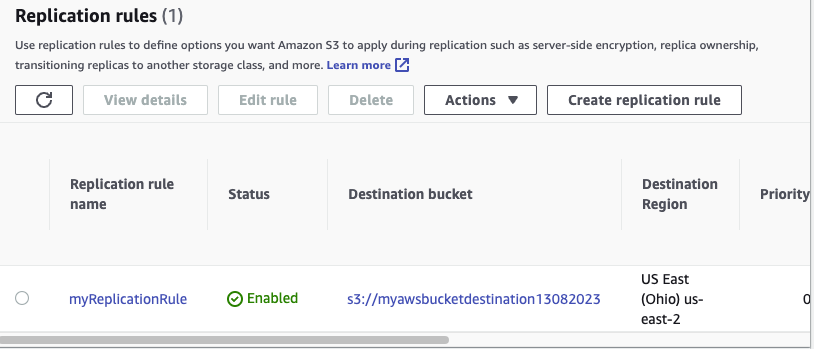 Replication rules (1)
Use replication rules to define options you want Amazon S3 to apply during replication such as server-side encryption, replica ownership,
transitioning replicas to another storage class, and more. Learn more
View details Edit rule Delete Actions Create replication rule
Replication rule name Status Destination bucket Destination Region Priority
myReplicationRule Enabled s3://myawsbucketdestination13082023 US East (Ohio) us-east-2 0